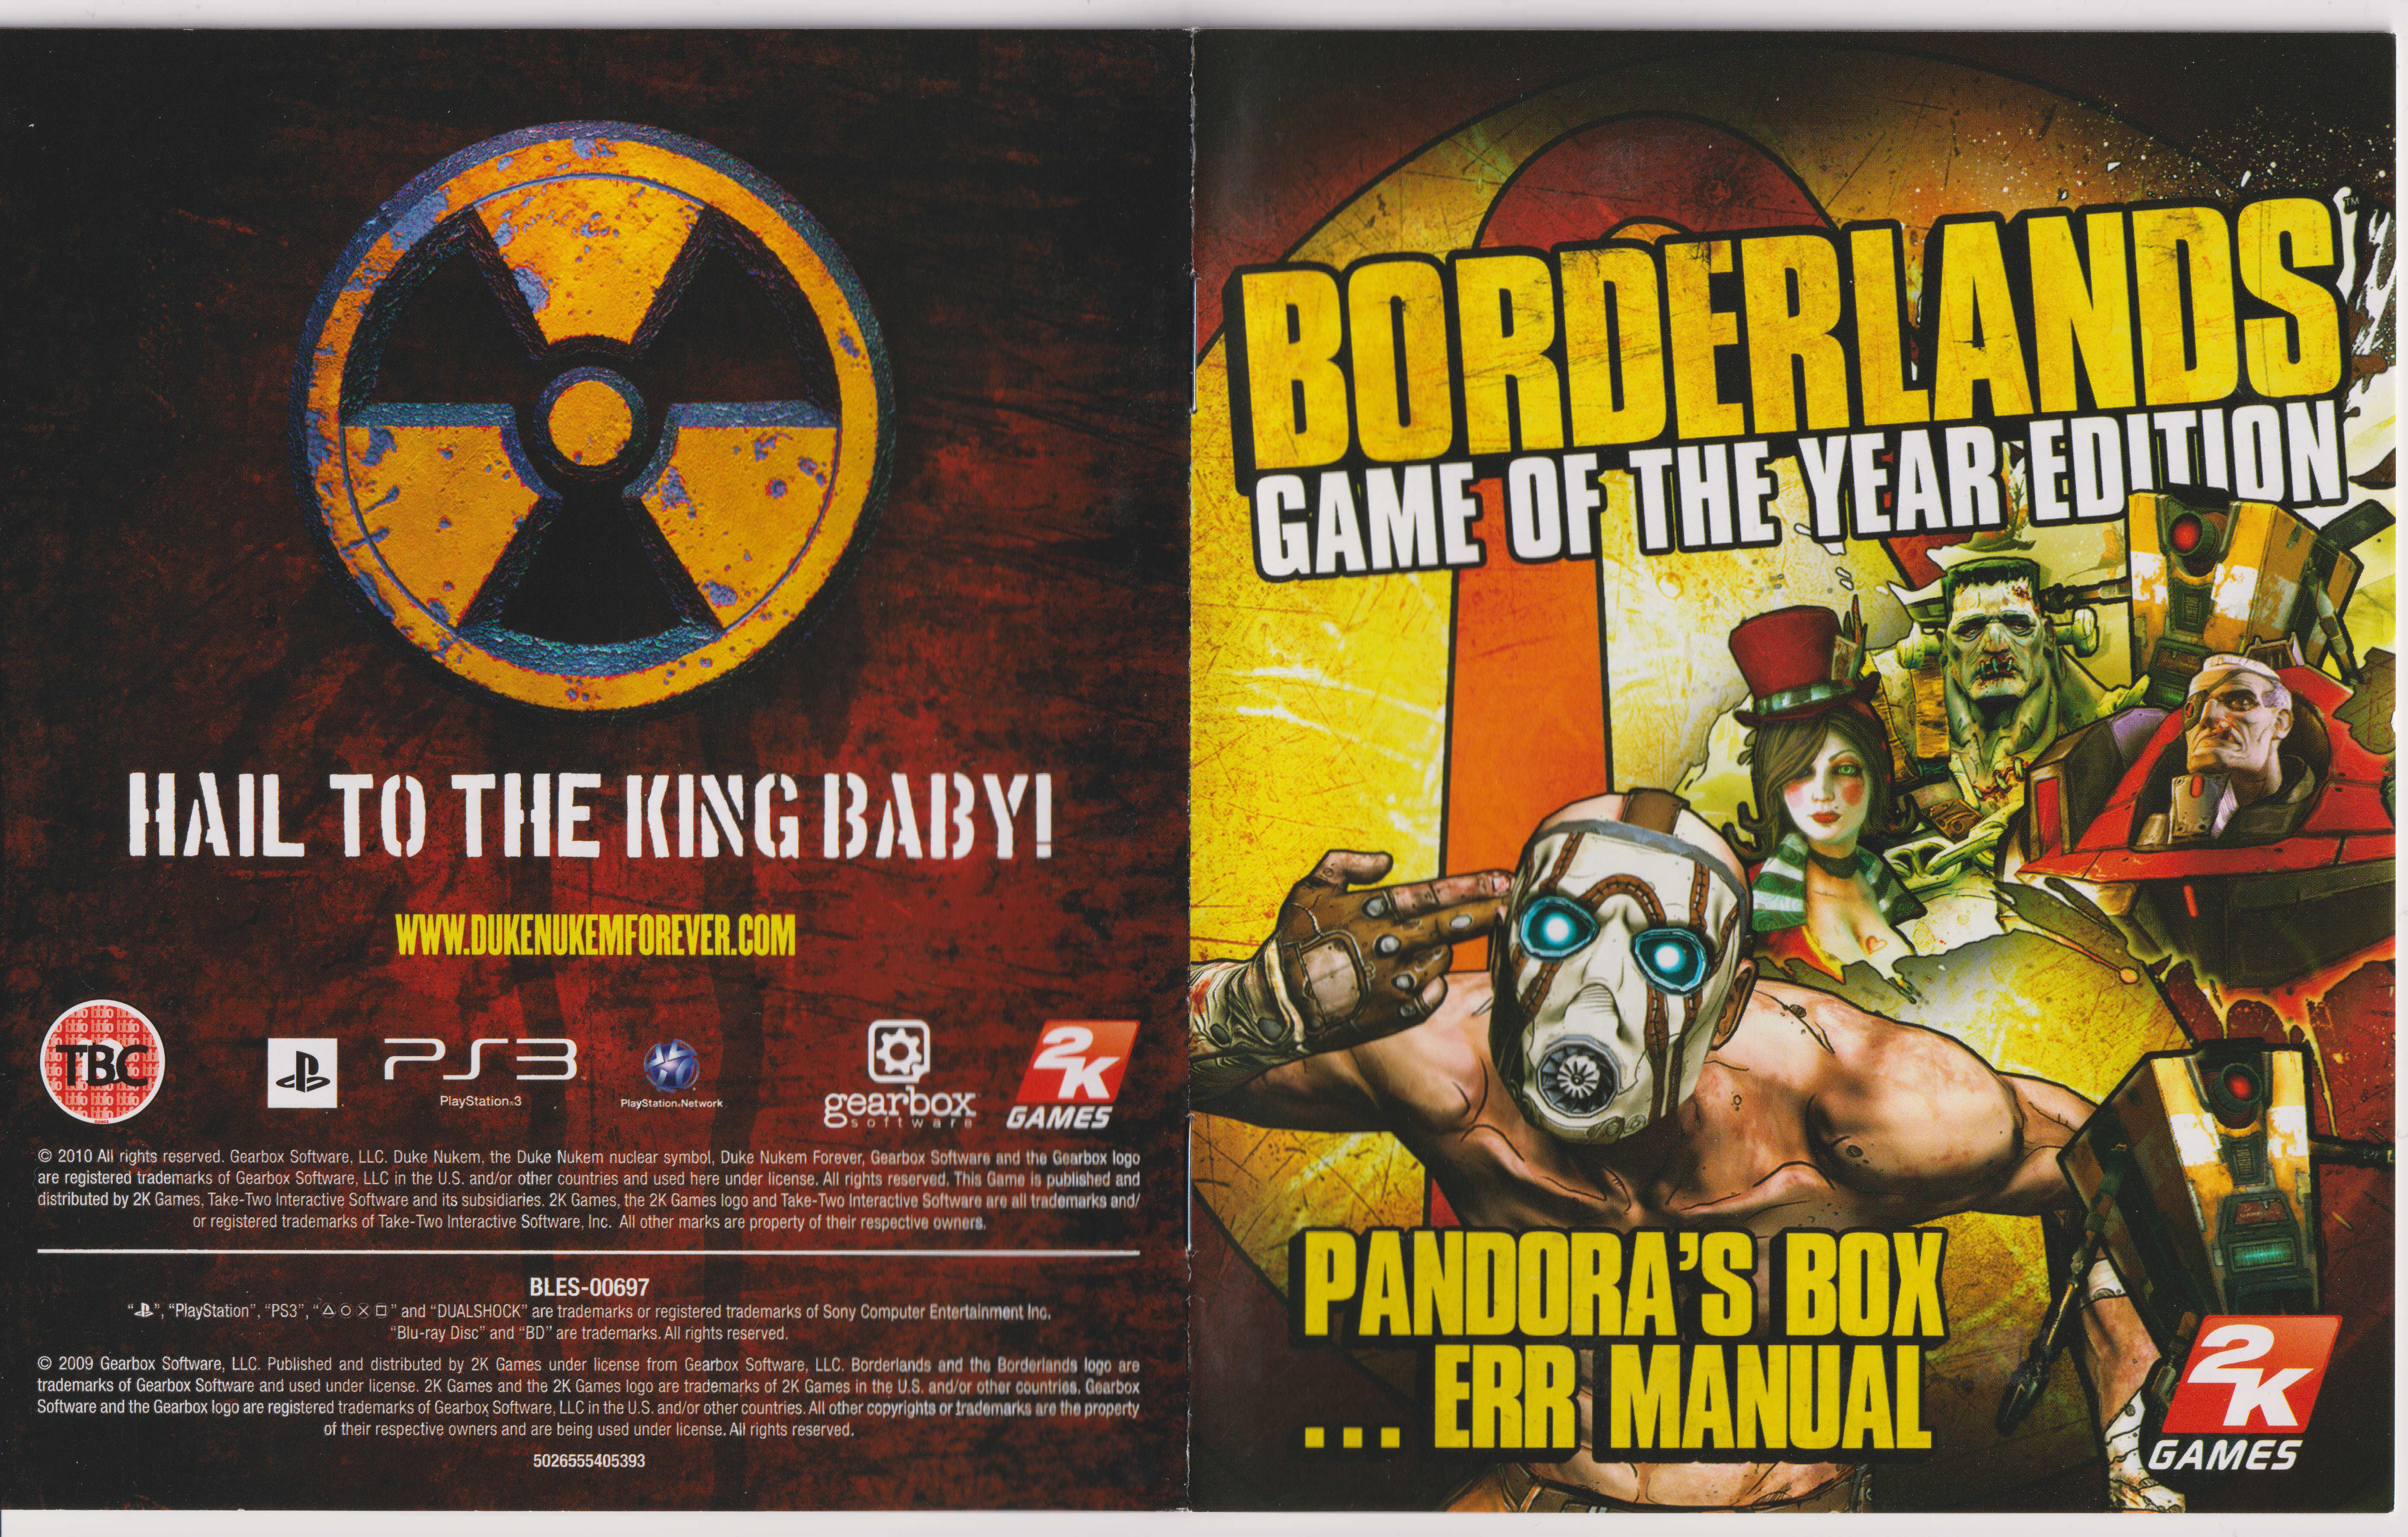 HAIL TO THE KING BABY!
WWW.DUKENUKEMFOREVER.COM
TBC
PS3
PlayStation®3
PlayStation®Network
gearbox
software
2K
GAMES
© 2010 All rights reserved. Gearbox Software, LLC. Duke Nukem, the Duke Nukem nuclear symbol, Duke Nukem Forever, Gearbox Software and the Gearbox logo
are registered trademarks of Gearbox Software, LLC in the U.S. and/or other countries and used here under license. All rights reserved. This Game is published and
distributed by 2K Games, Take-Two Interactive Software and its subsidiaries. 2K Games, the 2K Games logo and Take-Two Interactive Software are all trademarks and/
or registered trademarks of Take-Two Interactive Software, Inc. All other marks are property of their respective owners.
BLES-00697
“”, “PlayStation”, “PS3”, “△○✕□” and “DUALSHOCK” are trademarks or registered trademarks of Sony Computer Entertainment Inc.
“Blu-ray Disc” and “BD” are trademarks. All rights reserved.
© 2009 Gearbox Software, LLC. Published and distributed by 2K Games under license from Gearbox Software, LLC. Borderlands and the Borderlands logo are
trademarks of Gearbox Software and used under license. 2K Games and the 2K Games logo are trademarks of 2K Games in the U.S. and/or other countries. Gearbox
Software and the Gearbox logo are registered trademarks of Gearbox Software, LLC in the U.S. and/or other countries. All other copyrights or trademarks are the property
of their respective owners and are being used under license. All rights reserved.
5026555405393
BORDERLANDS™
GAME OF THE YEAR EDITION
PANDORA'S BOX
... ERR MANUAL
2K
GAMES